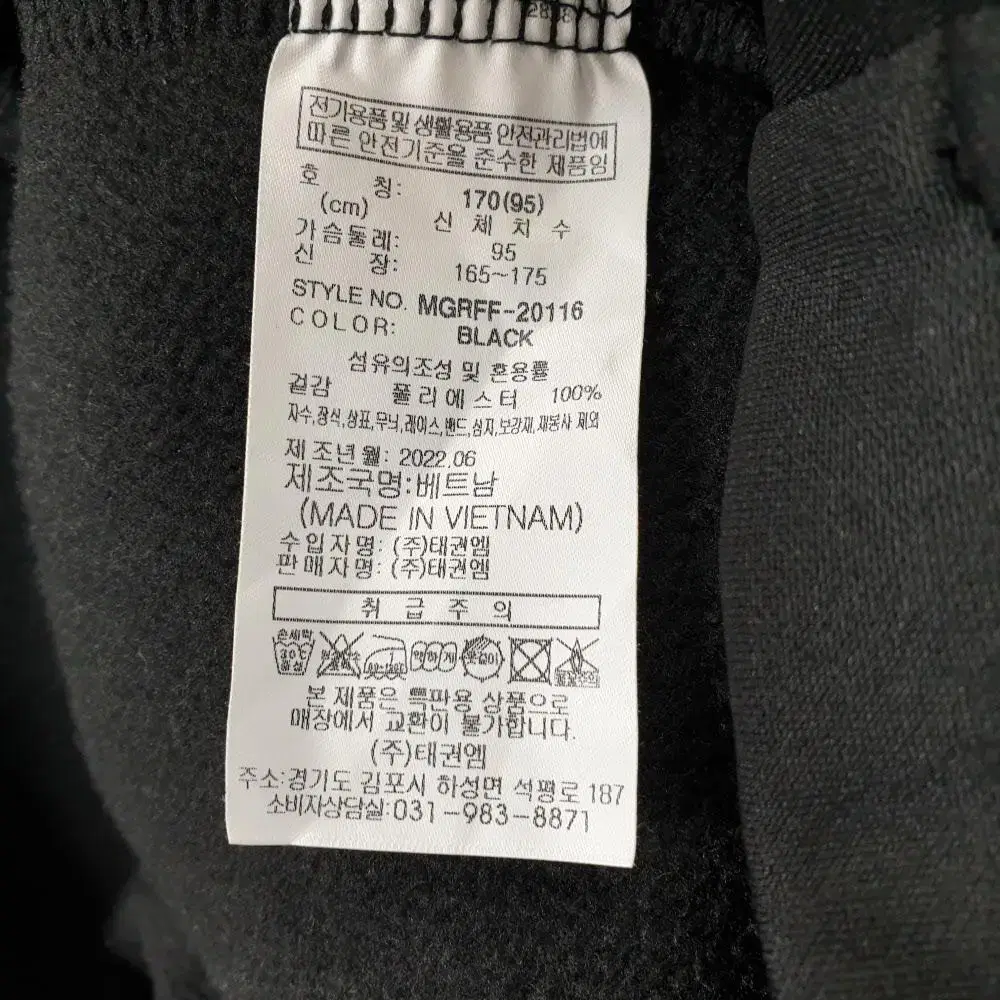 전기용품 및 생활용품 안전관리법에
따른 안전기준을 준수한 제품임
호 칭: 170(95)
(cm) 신 체 치 수
가슴둘레: 95
신 장: 165~175
STYLE NO. MGRFF-20116
COLOR: BLACK
섬유의조성 및 혼용률
겉감 폴리에스터 100%
자수,장식,상표,무늬,레이스,밴드,심지,보강재,재봉사 제외
제조년월: 2022.06
제조국명:베트남
(MADE IN VIETNAM)
수입자명: (주)태권엠
판매자명: (주)태권엠
취 급 주 의
손세탁
30℃
중성
약하게
본 제품은 특판용 상품으로
매장에서 교환이 불가합니다.
(주)태권엠
주소:경기도 김포시 하성면 석평로 187
소비자상담실:031-983-8871